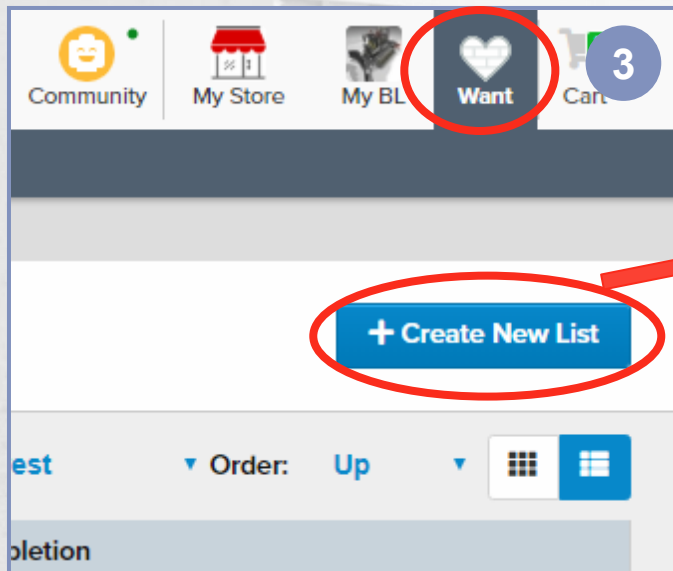 3
Community My Store My BL Want Cart
+ Create New List
est ▾ Order: Up ▾
pletion